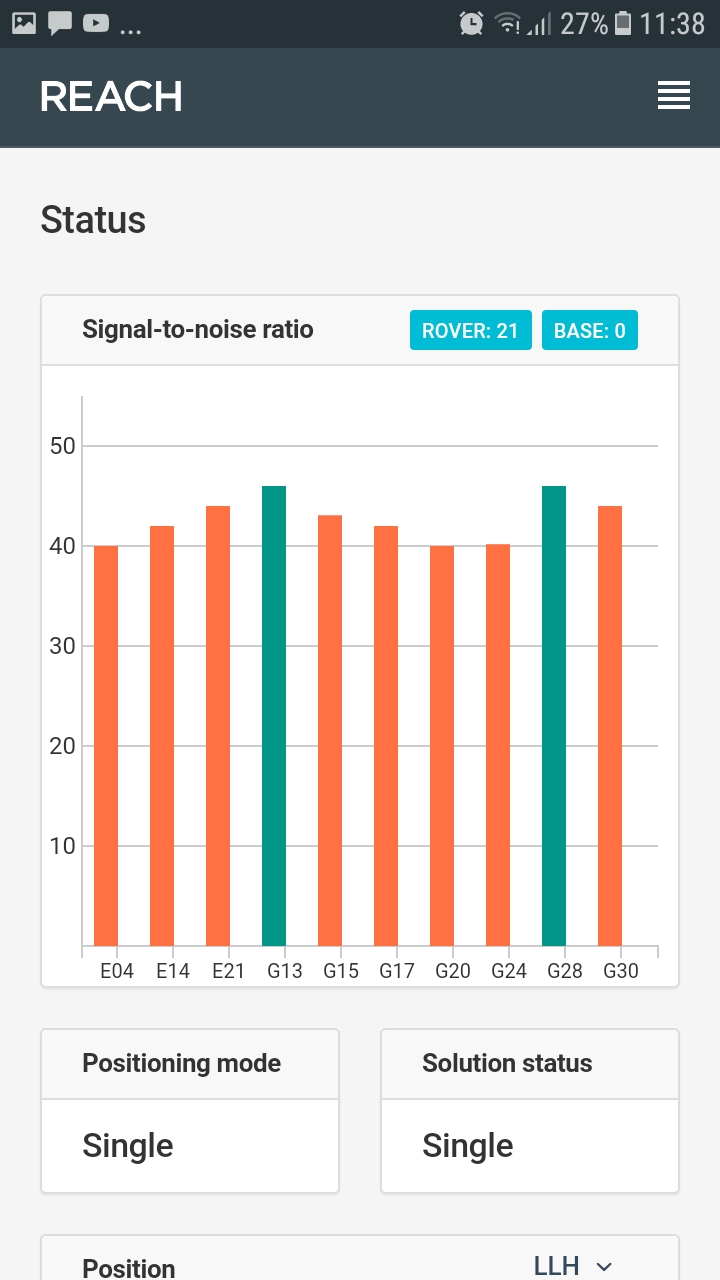 ... 27% 11:38
REACH
Status
Signal-to-noise ratio ROVER: 21 BASE: 0
50
40
30
20
10
E04 E14 E21 G13 G15 G17 G20 G24 G28 G30
Positioning mode Solution status
Single Single
Position LLH